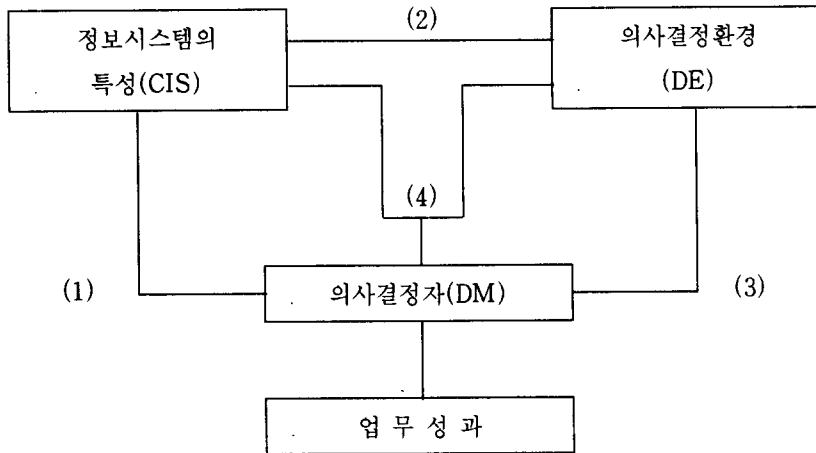 (2)
정보시스템의
특성(CIS)
의사결정환경
(DE)
(4)
(1)
의사결정자(DM)
(3)
업 무 성 과